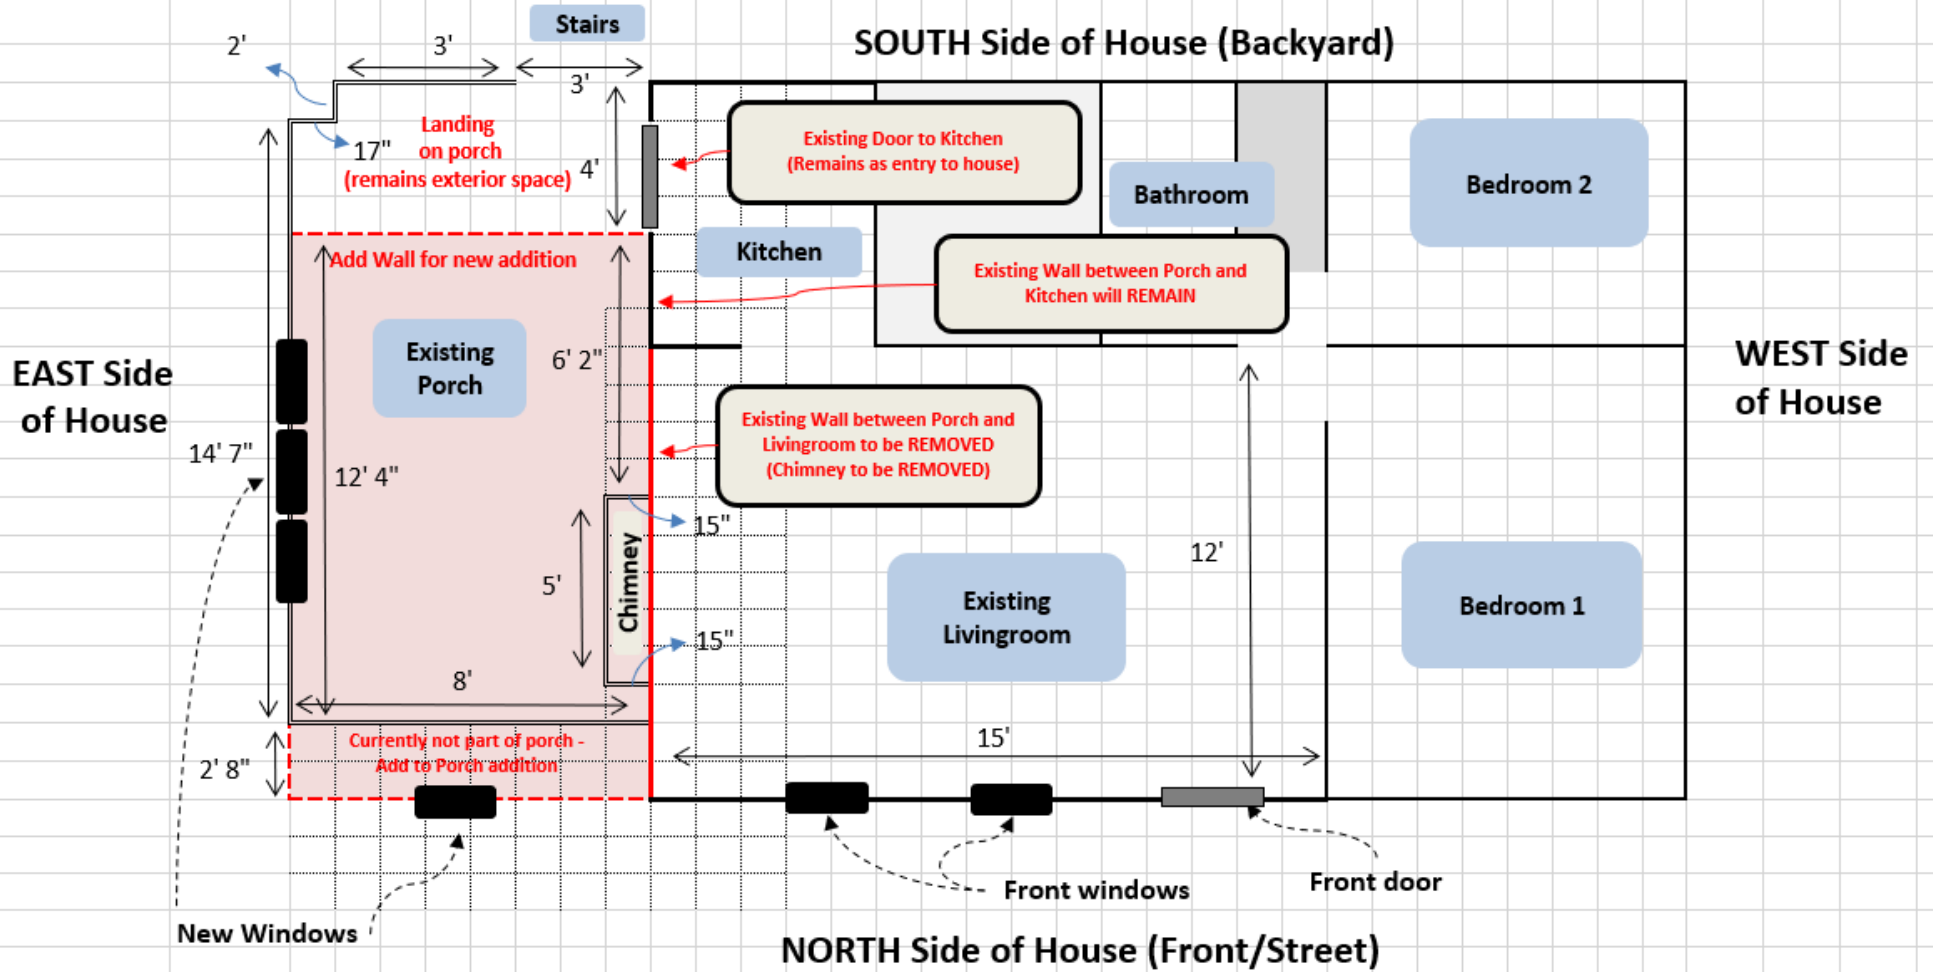 Stairs
SOUTH Side of House (Backyard)
2'
3'
3'
Landing
on porch
(remains exterior space)
17"
4'
Existing Door to Kitchen
(Remains as entry to house)
Bathroom
Bedroom 2
Add Wall for new addition
Kitchen
Existing Wall between Porch and
Kitchen will REMAIN
Existing
Porch
6' 2"
EAST Side
of House
WEST Side
of House
14' 7"
12' 4"
Existing Wall between Porch and
Livingroom to be REMOVED
(Chimney to be REMOVED)
15"
Chimney
5'
12'
15"
Existing
Livingroom
Bedroom 1
8'
15'
Currently not part of porch -
Add to Porch addition
2' 8"
Front windows
Front door
New Windows
NORTH Side of House (Front/Street)